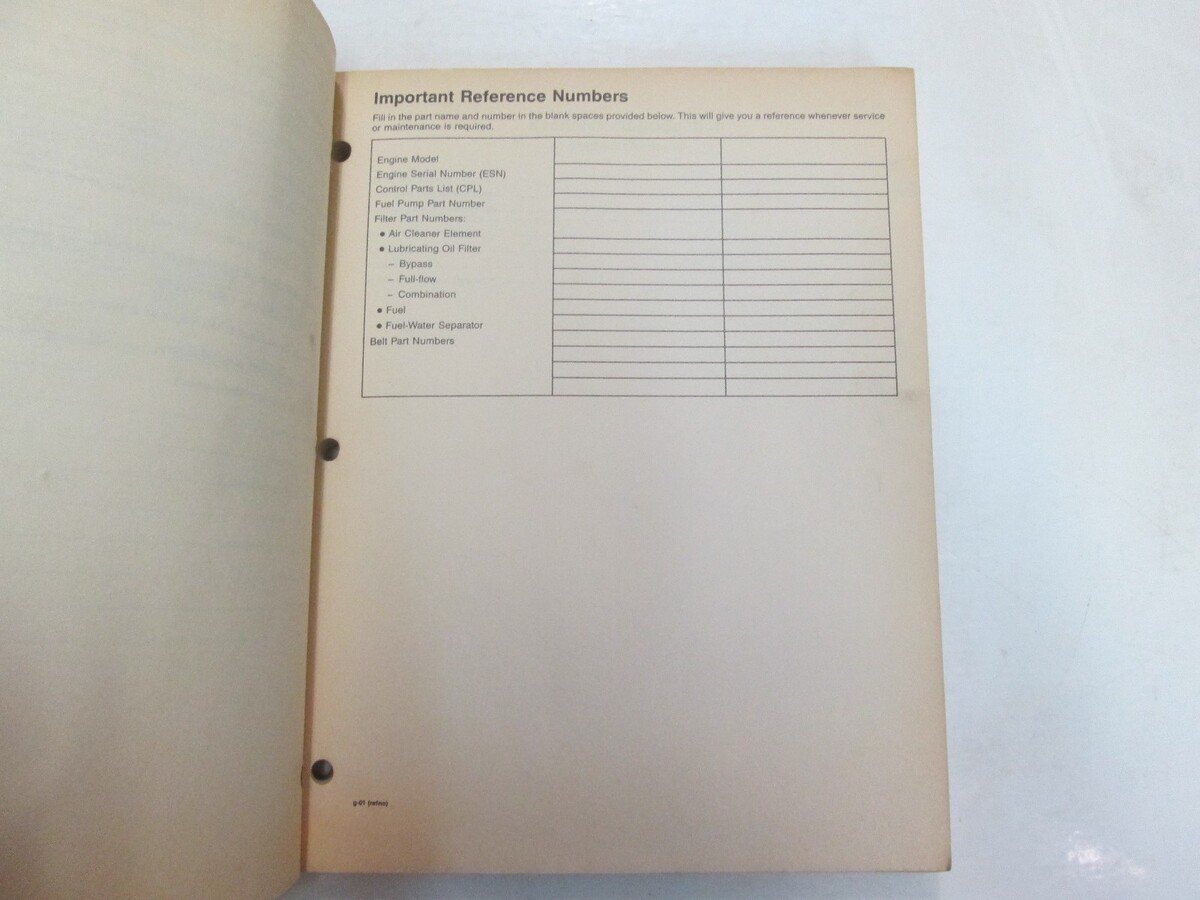 Important Reference Numbers
Fill in the part name and number in the blank spaces provided below. This will give you a reference whenever service
or maintenance is required.
Engine Model
Engine Serial Number (ESN)
Control Parts List (CPL)
Fuel Pump Part Number
Filter Part Numbers:
● Air Cleaner Element
● Lubricating Oil Filter
– Bypass
– Full-flow
– Combination
● Fuel
● Fuel-Water Separator
Belt Part Numbers
g-01 (refno)